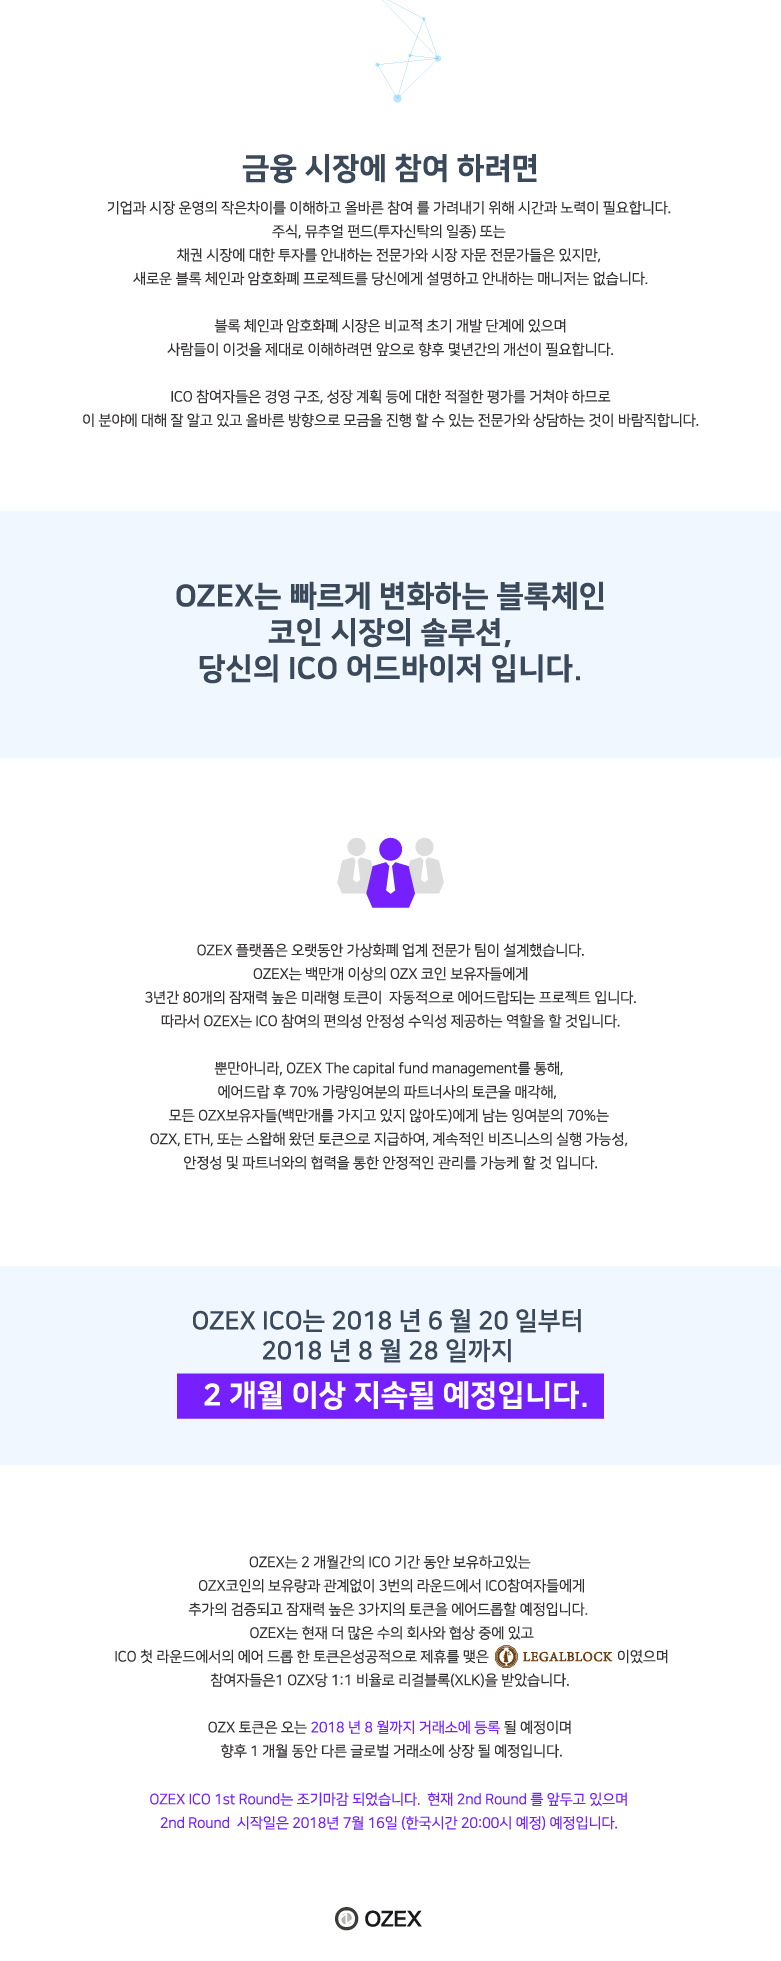 금융 시장에 참여 하려면
기업과 시장 운영의 작은차이를 이해하고 올바른 참여 를 가려내기 위해 시간과 노력이 필요합니다.
주식, 뮤추얼 펀드(투자신탁의 일종) 또는
채권 시장에 대한 투자를 안내하는 전문가와 시장 자문 전문가들은 있지만,
새로운 블록 체인과 암호화폐 프로젝트를 당신에게 설명하고 안내하는 매니저는 없습니다.
블록 체인과 암호화폐 시장은 비교적 초기 개발 단계에 있으며
사람들이 이것을 제대로 이해하려면 앞으로 향후 몇년간의 개선이 필요합니다.
ICO 참여자들은 경영 구조, 성장 계획 등에 대한 적절한 평가를 거쳐야 하므로
이 분야에 대해 잘 알고 있고 올바른 방향으로 모금을 진행 할 수 있는 전문가와 상담하는 것이 바람직합니다.
OZEX는 빠르게 변화하는 블록체인
코인 시장의 솔루션,
당신의 ICO 어드바이저 입니다.
OZEX 플랫폼은 오랫동안 가상화폐 업계 전문가 팀이 설계했습니다.
OZEX는 백만개 이상의 OZX 코인 보유자들에게
3년간 80개의 잠재력 높은 미래형 토큰이 자동적으로 에어드랍되는 프로젝트 입니다.
따라서 OZEX는 ICO 참여의 편의성 안정성 수익성 제공하는 역할을 할 것입니다.
뿐만아니라, OZEX The capital fund management를 통해,
에어드랍 후 70% 가량잉여분의 파트너사의 토큰을 매각해,
모든 OZX보유자들(백만개를 가지고 있지 않아도)에게 남는 잉여분의 70%는
OZX, ETH, 또는 스왑해 왔던 토큰으로 지급하여, 계속적인 비즈니스의 실행 가능성,
안정성 및 파트너와의 협력을 통한 안정적인 관리를 가능케 할 것 입니다.
OZEX ICO는 2018 년 6 월 20 일부터
2018 년 8 월 28 일까지
2 개월 이상 지속될 예정입니다.
OZEX는 2 개월간의 ICO 기간 동안 보유하고있는
OZX코인의 보유량과 관계없이 3번의 라운드에서 ICO참여자들에게
추가의 검증되고 잠재력 높은 3가지의 토큰을 에어드롭할 예정입니다.
OZEX는 현재 더 많은 수의 회사와 협상 중에 있고
ICO 첫 라운드에서의 에어 드롭 한 토큰은성공적으로 제휴를 맺은 LEGALBLOCK 이였으며
참여자들은1 OZX당 1:1 비율로 리걸블록(XLK)을 받았습니다.
OZX 토큰은 오는 2018 년 8 월까지 거래소에 등록 될 예정이며
향후 1 개월 동안 다른 글로벌 거래소에 상장 될 예정입니다.
OZEX ICO 1st Round는 조기마감 되었습니다. 현재 2nd Round 를 앞두고 있으며
2nd Round 시작일은 2018년 7월 16일 (한국시간 20:00시 예정) 예정입니다.
OZEX